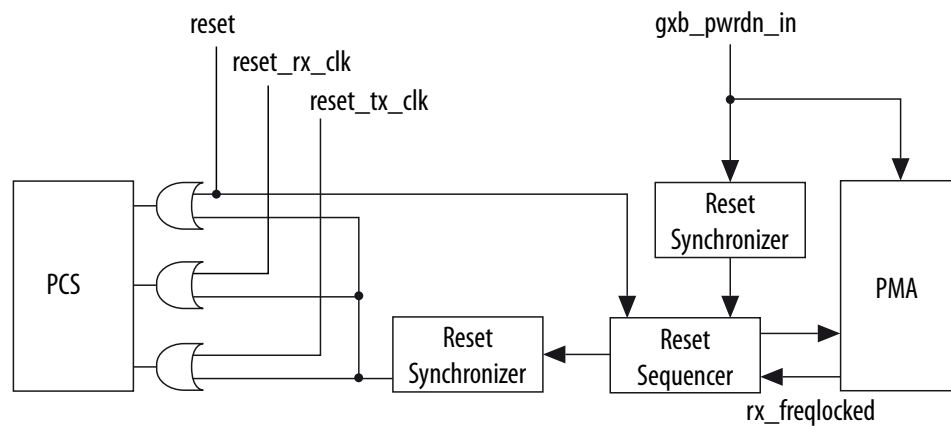 reset
gxb_pwrdn_in
reset_rx_clk
reset_tx_clk
Reset
Synchronizer
PCS
PMA
Reset
Synchronizer
Reset
Sequencer
rx_freqlocked